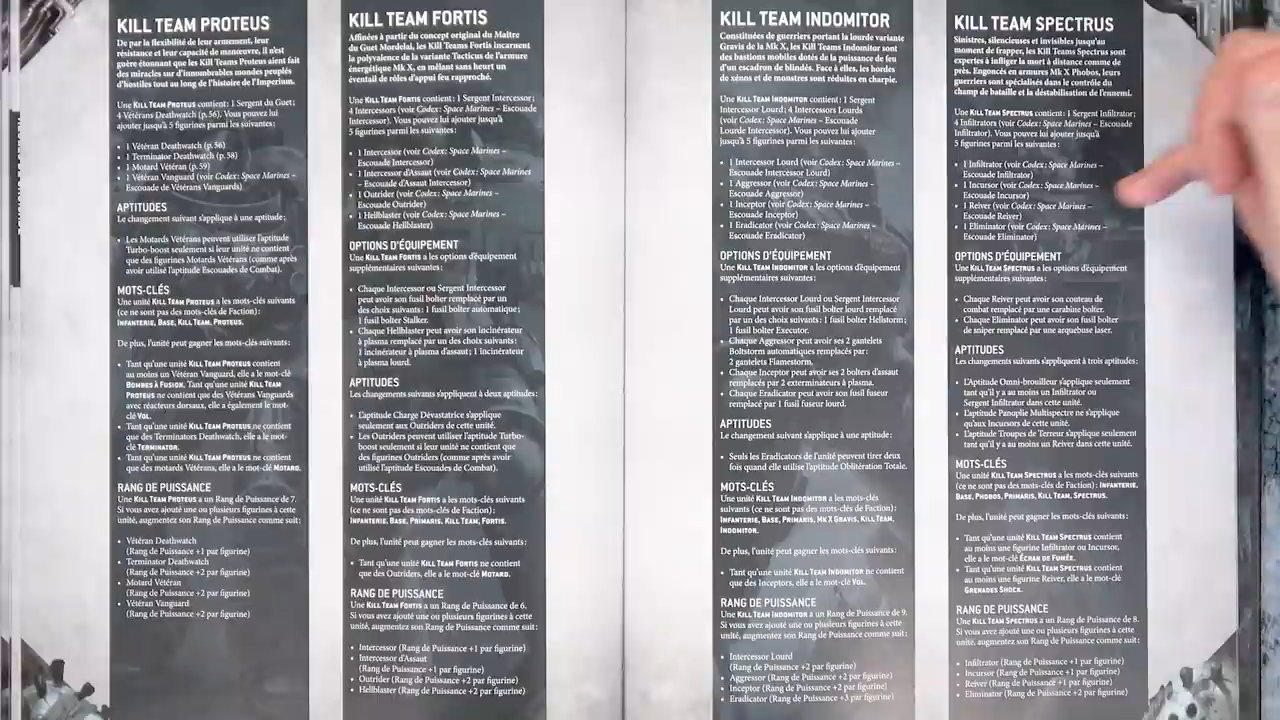 KILL TEAM PROTEUS
De par la flexibilité de leur armement, leur
résistance et leur capacité de manœuvre, il n'est
guère étonnant que les Kill Teams Proteus aient fait
des miracles sur d'innombrables mondes peuplés
d'hostiles tout au long de l'histoire de l'Imperium.
Une KILL TEAM PROTEUS contient : 1 Sergent du Guet ;
4 Vétérans Deathwatch (p. 56). Vous pouvez lui
ajouter jusqu'à 5 figurines parmi les suivantes :
• 1 Vétéran Deathwatch (p. 56)
• 1 Terminator Deathwatch (p. 58)
• 1 Motard Vétéran (p. 59)
• 1 Vétéran Vanguard (voir Codex : Space Marines –
Escouade de Vétérans Vanguards)
APTITUDES
Le changement suivant s'applique à une aptitude :
• Les Motards Vétérans peuvent utiliser l'aptitude
Turbo-boost seulement si leur unité ne contient
que des figurines Motards Vétérans (comme après
avoir utilisé l'aptitude Escouades de Combat).
MOTS-CLÉS
Une unité KILL TEAM PROTEUS a les mots-clés suivants
(ce ne sont pas des mots-clés de Faction) :
INFANTERIE, BASE, KILL TEAM, PROTEUS.
De plus, l'unité peut gagner les mots-clés suivants :
• Tant qu'une unité KILL TEAM PROTEUS contient
au moins un Vétéran Vanguard, elle a le mot-clé
BOMBES À FUSION. Tant qu'une unité KILL TEAM
PROTEUS ne contient que des Vétérans Vanguards
avec réacteurs dorsaux, elle a également le mot-
clé VOL.
• Tant qu'une unité KILL TEAM PROTEUS ne contient
que des Terminators Deathwatch, elle a le mot-
clé TERMINATOR.
• Tant qu'une unité KILL TEAM PROTEUS ne contient
que des motards Vétérans, elle a le mot-clé MOTARD.
RANG DE PUISSANCE
Une KILL TEAM PROTEUS a un Rang de Puissance de 7.
Si vous avez ajouté une ou plusieurs figurines à cette
unité, augmentez son Rang de Puissance comme suit :
• Vétéran Deathwatch
(Rang de Puissance +1 par figurine)
• Terminator Deathwatch
(Rang de Puissance +2 par figurine)
• Motard Vétéran
(Rang de Puissance +2 par figurine)
• Vétéran Vanguard
(Rang de Puissance +2 par figurine)
KILL TEAM FORTIS
Affinées à partir du concept original du Maître
du Guet Mordelai, les Kill Teams Fortis incarnent
la polyvalence de la variante Tacticus de l'armure
énergétique Mk X, en mêlant sans heurt un
éventail de rôles d'appui feu rapproché.
Une KILL TEAM FORTIS contient : 1 Sergent Intercessor ;
4 Intercessors (voir Codex : Space Marines – Escouade
Intercessor). Vous pouvez lui ajouter jusqu'à
5 figurines parmi les suivantes :
• 1 Intercessor (voir Codex : Space Marines –
Escouade Intercessor)
• 1 Intercessor d'Assaut (voir Codex : Space Marines
– Escouade d'Assaut Intercessor)
• 1 Outrider (voir Codex : Space Marines –
Escouade Outrider)
• 1 Hellblaster (voir Codex : Space Marines –
Escouade Hellblaster)
OPTIONS D'ÉQUIPEMENT
Une KILL TEAM FORTIS a les options d'équipement
supplémentaires suivantes :
• Chaque Intercessor ou Sergent Intercessor
peut avoir son fusil bolter remplacé par un
des choix suivants : 1 fusil bolter automatique ;
1 fusil bolter Stalker.
• Chaque Hellblaster peut avoir son incinérateur
à plasma remplacé par un des choix suivants :
1 incinérateur à plasma d'assaut ; 1 incinérateur
à plasma lourd.
APTITUDES
Les changements suivants s'appliquent à deux aptitudes :
• L'aptitude Charge Dévastatrice s'applique
seulement aux Outriders de cette unité.
• Les Outriders peuvent utiliser l'aptitude Turbo-
boost seulement si leur unité ne contient que
des figurines Outriders (comme après avoir
utilisé l'aptitude Escouades de Combat).
MOTS-CLÉS
Une unité KILL TEAM FORTIS a les mots-clés suivants
(ce ne sont pas des mots-clés de Faction) :
INFANTERIE, BASE, PRIMARIS, KILL TEAM, FORTIS.
De plus, l'unité peut gagner les mots-clés suivants :
• Tant qu'une unité KILL TEAM FORTIS ne contient
que des Outriders, elle a le mot-clé MOTARD.
RANG DE PUISSANCE
Une KILL TEAM FORTIS a un Rang de Puissance de 6.
Si vous avez ajouté une ou plusieurs figurines à cette
unité, augmentez son Rang de Puissance comme suit :
• Intercessor (Rang de Puissance +1 par figurine)
• Intercessor d'Assaut
(Rang de Puissance +1 par figurine)
• Outrider (Rang de Puissance +2 par figurine)
• Hellblaster (Rang de Puissance +2 par figurine)
KILL TEAM INDOMITOR
Constituées de guerriers portant la lourde variante
Gravis de la Mk X, les Kill Teams Indomitor sont
des bastions mobiles dotés de la puissance de feu
d'un escadron de blindés. Face à elles, les hordes
de xénos et de monstres sont réduites en charpie.
Une KILL TEAM INDOMITOR contient : 1 Sergent
Intercessor Lourd ; 4 Intercessors Lourds
(voir Codex : Space Marines – Escouade
Lourde Intercessor). Vous pouvez lui ajouter
jusqu'à 5 figurines parmi les suivantes :
• 1 Intercessor Lourd (voir Codex : Space Marines –
Escouade Intercessor Lourd)
• 1 Aggressor (voir Codex : Space Marines –
Escouade Aggressor)
• 1 Inceptor (voir Codex : Space Marines –
Escouade Inceptor)
• 1 Eradicator (voir Codex : Space Marines –
Escouade Eradicator)
OPTIONS D'ÉQUIPEMENT
Une KILL TEAM INDOMITOR a les options d'équipement
supplémentaires suivantes :
• Chaque Intercessor Lourd ou Sergent Intercessor
Lourd peut avoir son fusil bolter lourd remplacé
par un des choix suivants : 1 fusil bolter Hellstorm ;
1 fusil bolter Executor.
• Chaque Aggressor peut avoir ses 2 gantelets
Boltstorm automatiques remplacés par :
2 gantelets Flamestorm.
• Chaque Inceptor peut avoir ses 2 bolters d'assaut
remplacés par 2 exterminators à plasma.
• Chaque Eradicator peut avoir son fusil fuseur
remplacé par 1 fusil fuseur lourd.
APTITUDES
Le changement suivant s'applique à une aptitude :
• Seuls les Eradicators de l'unité peuvent tirer deux
fois quand elle utilise l'aptitude Oblitération Totale.
MOTS-CLÉS
Une unité KILL TEAM INDOMITOR a les mots-clés
suivants (ce ne sont pas des mots-clés de Faction) :
INFANTERIE, BASE, PRIMARIS, MK X GRAVIS, KILL TEAM,
INDOMITOR.
De plus, l'unité peut gagner les mots-clés suivants :
• Tant qu'une unité KILL TEAM INDOMITOR ne contient
que des Inceptors, elle a le mot-clé VOL.
RANG DE PUISSANCE
Une KILL TEAM INDOMITOR a un Rang de Puissance de 9.
Si vous avez ajouté une ou plusieurs figurines à cette
unité, augmentez son Rang de Puissance comme suit :
• Intercessor Lourd
(Rang de Puissance +2 par figurine)
• Aggressor (Rang de Puissance +2 par figurine)
• Inceptor (Rang de Puissance +2 par figurine)
• Eradicator (Rang de Puissance +3 par figurine)
KILL TEAM SPECTRUS
Sinistres, silencieuses et invisibles jusqu'au
moment de frapper, les Kill Teams Spectrus sont
expertes à infliger la mort à distance comme
de près. Engoncés en armures Mk X Phobos, leurs
guerriers sont spécialisés dans le contrôle du
champ de bataille et la déstabilisation de l'ennemi.
Une KILL TEAM SPECTRUS contient : 1 Sergent Infiltator ;
4 Infiltrators (voir Codex : Space Marines – Escouade
Infiltrator). Vous pouvez lui ajouter jusqu'à
5 figurines parmi les suivantes :
• 1 Infiltrator (voir Codex : Space Marines –
Escouade Infiltrator)
• 1 Incursor (voir Codex : Space Marines –
Escouade Incursor)
• 1 Reiver (voir Codex : Space Marines –
Escouade Reiver)
• 1 Eliminator (voir Codex : Space Marines –
Escouade Eliminator)
OPTIONS D'ÉQUIPEMENT
Une KILL TEAM SPECTRUS a les options d'équipement
supplémentaires suivantes :
• Chaque Reiver peut avoir son couteau de
combat remplacé par une carabine bolter.
• Chaque Eliminator peut avoir son fusil bolter
de sniper remplacé par une arquebuse laser.
APTITUDES
Les changements suivants s'appliquent à trois aptitudes :
• L'Aptitude Omni-brouilleur s'applique seulement
tant qu'il y a au moins un Infiltrator ou
Sergent Infiltrator dans cette unité.
• L'aptitude Panoplie Multispectre ne s'applique
qu'aux Incursors de cette unité.
• L'aptitude Troupes de Terreur s'applique seulement
tant qu'il y a au moins un Reiver dans cette unité.
MOTS-CLÉS
Une unité KILL TEAM SPECTRUS a les mots-clés suivants
(ce ne sont pas des mots-clés de Faction) : INFANTERIE,
BASE, PHOBOS, PRIMARIS, KILL TEAM, SPECTRUS.
De plus, l'unité peut gagner les mots-clés suivants :
• Tant qu'une unité KILL TEAM SPECTRUS contient
au moins une figurine Infiltrator ou Incursor,
elle a le mot-clé ÉCRAN DE FUMÉE.
• Tant qu'une unité KILL TEAM SPECTRUS contient
au moins une figurine Reiver, elle a le mot-clé
GRENADES SHOCK.
RANG DE PUISSANCE
Une KILL TEAM SPECTRUS a un Rang de Puissance de 8.
Si vous avez ajouté une ou plusieurs figurines à cette
unité, augmentez son Rang de Puissance comme suit :
• Infiltrator (Rang de Puissance +1 par figurine)
• Incursor (Rang de Puissance +1 par figurine)
• Reiver (Rang de Puissance +1 par figurine)
• Eliminator (Rang de Puissance +2 par figurine)